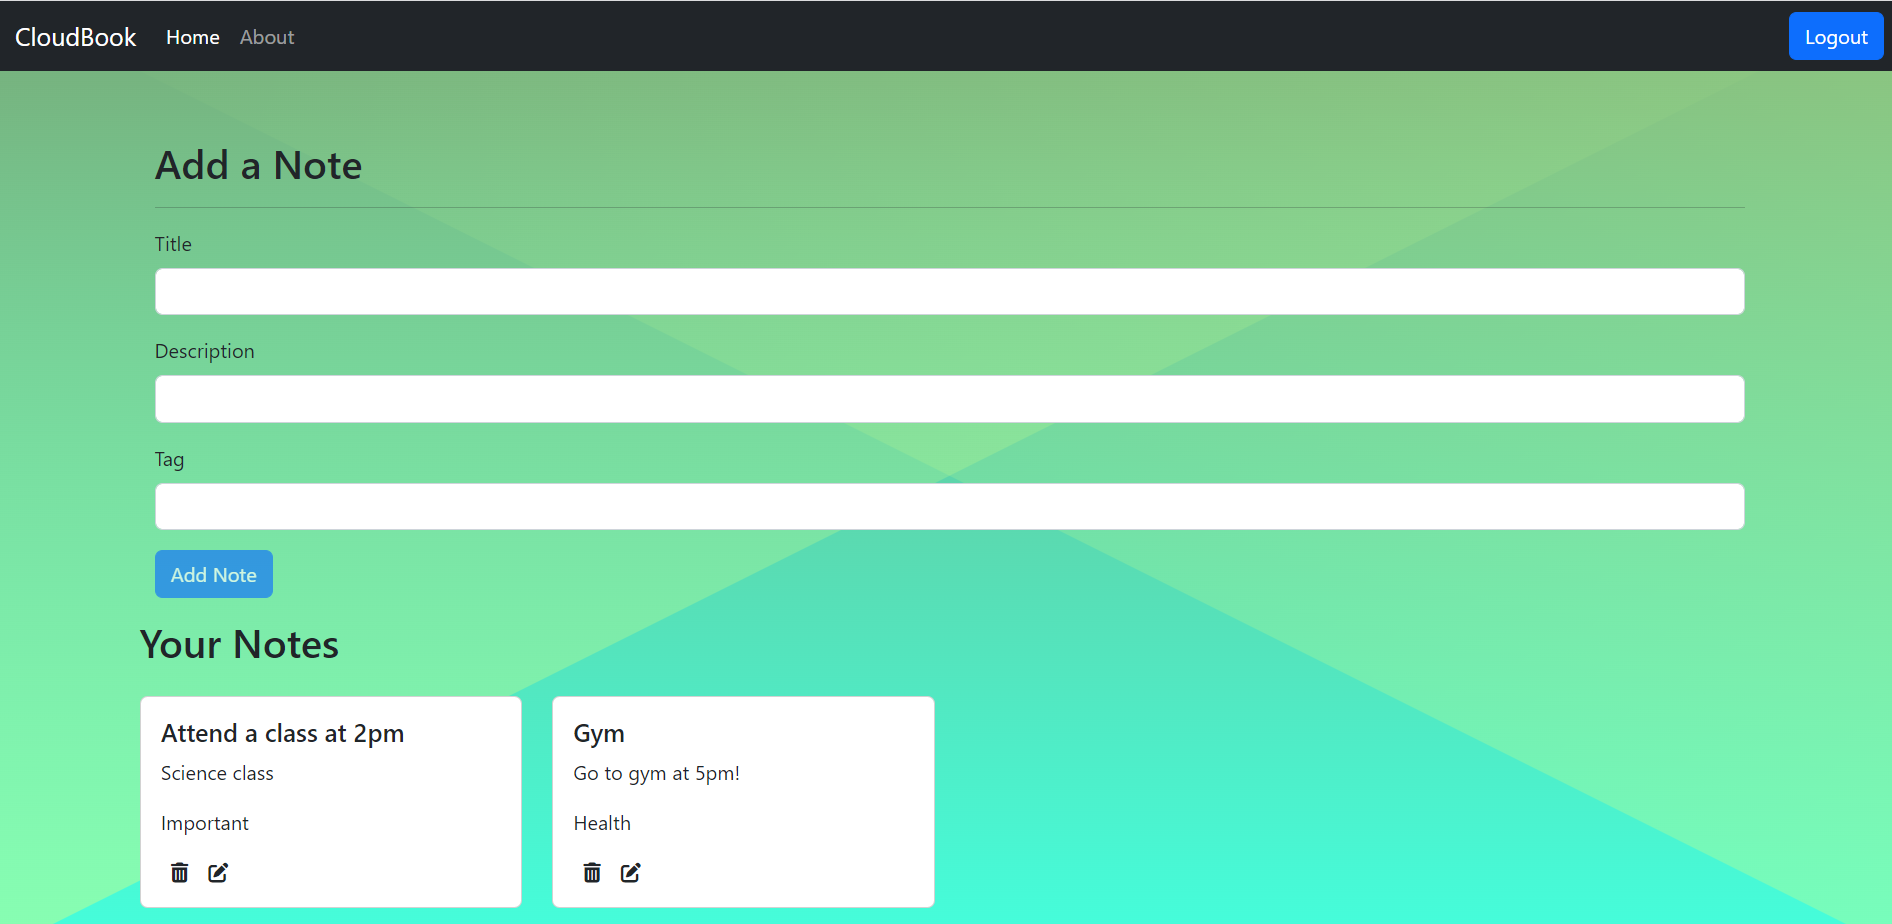 CloudBook Home About Logout
Add a Note
Title
Description
Tag
Add Note
Your Notes
Attend a class at 2pm
Science class
Important
Gym
Go to gym at 5pm!
Health